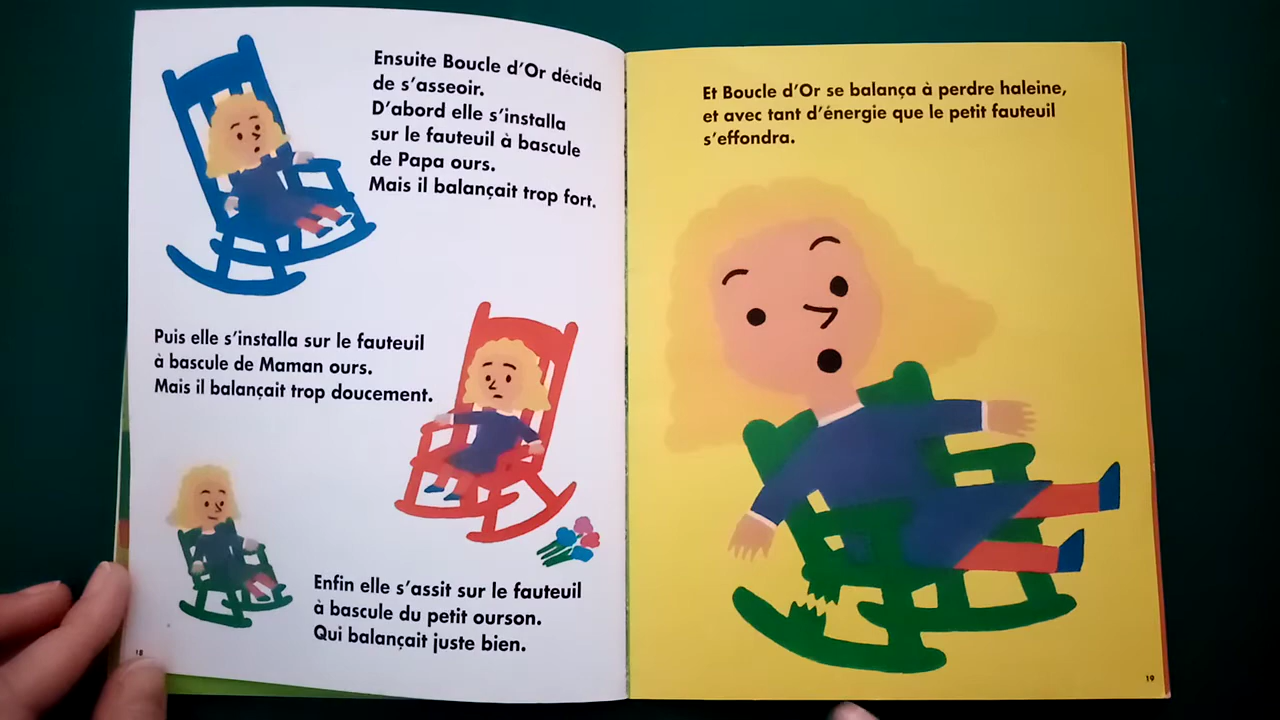 Ensuite Boucle d'Or décida
de s'asseoir.
D'abord elle s'installa
sur le fauteuil à bascule
de Papa ours.
Mais il balançait trop fort.
Puis elle s'installa sur le fauteuil
à bascule de Maman ours.
Mais il balançait trop doucement.
Enfin elle s'assit sur le fauteuil
à bascule du petit ourson.
Qui balançait juste bien.
18
Et Boucle d'Or se balança à perdre haleine,
et avec tant d'énergie que le petit fauteuil
s'effondra.
19